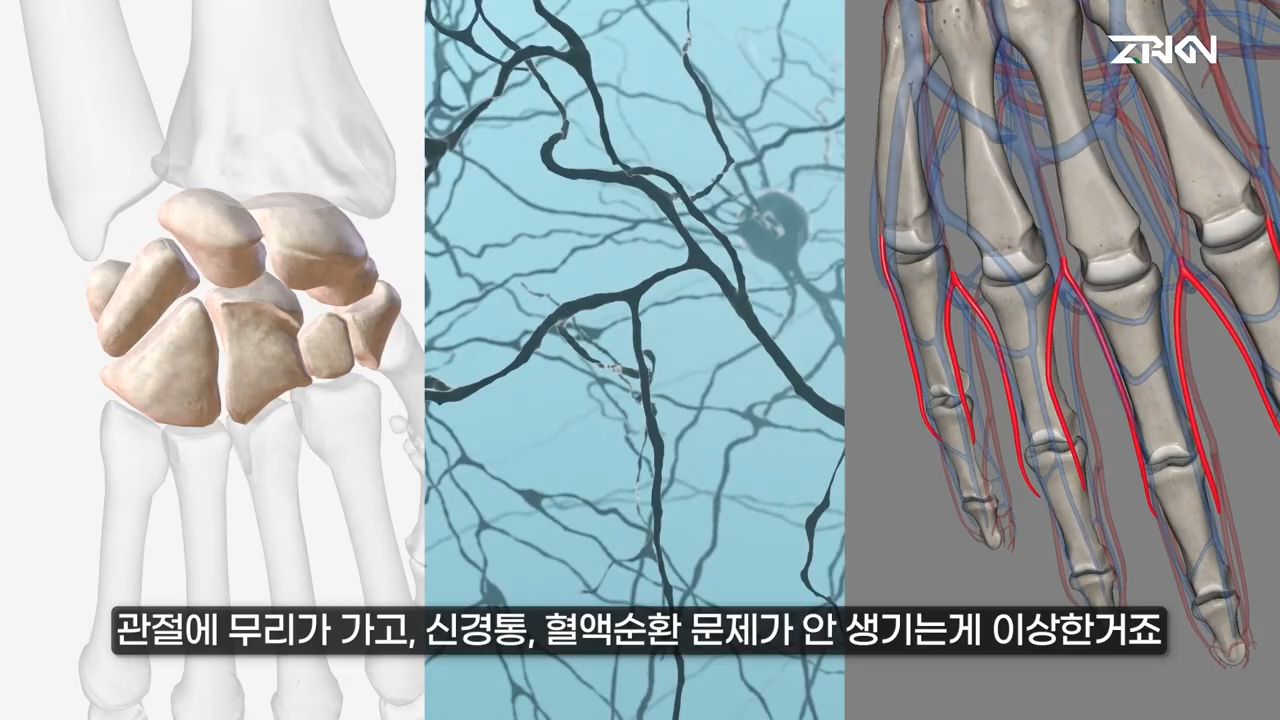 ZRKN
관절에 무리가 가고, 신경통, 혈액순환 문제가 안 생기는게 이상한거죠